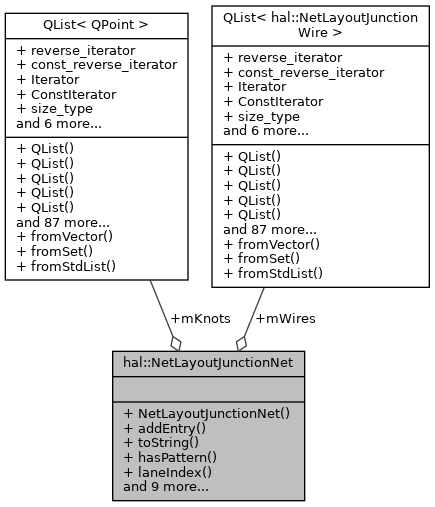 QList< QPoint >
+ reverse_iterator
+ const_reverse_iterator
+ Iterator
+ ConstIterator
+ size_type
and 6 more...
+ QList()
+ QList()
+ QList()
+ QList()
+ QList()
and 87 more...
+ fromVector()
+ fromSet()
+ fromStdList()
QList< hal::NetLayoutJunction
Wire >
+ reverse_iterator
+ const_reverse_iterator
+ Iterator
+ ConstIterator
+ size_type
and 6 more...
+ QList()
+ QList()
+ QList()
+ QList()
+ QList()
and 87 more...
+ fromVector()
+ fromSet()
+ fromStdList()
+mKnots
+mWires
hal::NetLayoutJunctionNet
+ NetLayoutJunctionNet()
+ addEntry()
+ toString()
+ hasPattern()
+ laneIndex()
and 9 more...